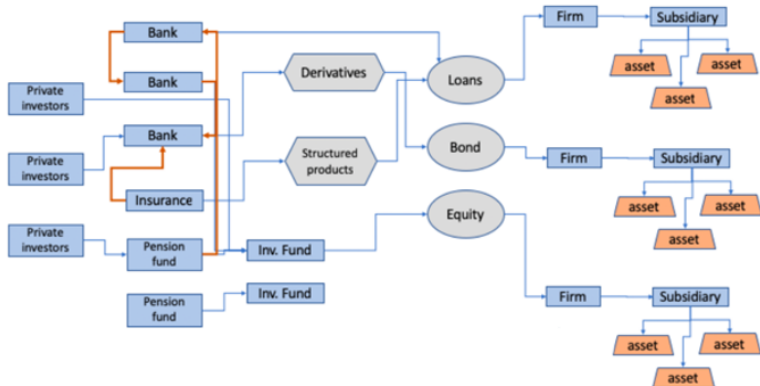 Bank
Bank
Private
investors
Bank
Private
investors
Insurance
Private
investors
Pension
fund
Pension
fund
Inv. Fund
Inv. Fund
Derivatives
Structured
products
Loans
Bond
Equity
Firm
Subsidiary
asset
asset
asset
Firm
Subsidiary
asset
asset
asset
Firm
Subsidiary
asset
asset
asset